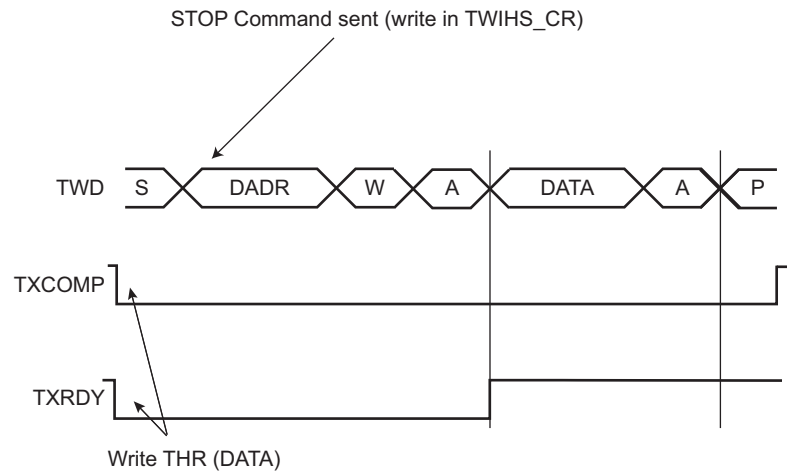 STOP Command sent (write in TWIHS_CR)
TWD S DADR W A DATA A P
TXCOMP
TXRDY
Write THR (DATA)